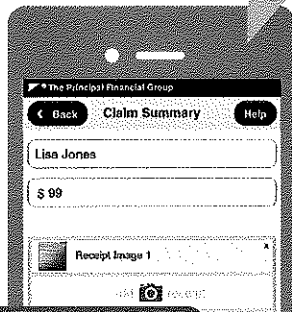 The Principal Financial Group
Back Claim Summary Help
Lisa Jones
$ 99
Receipt Image 1